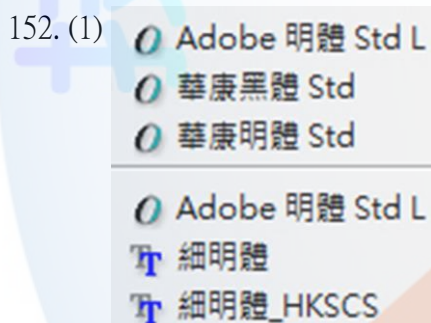 152. (1)
Adobe 明體 Std L
華康黑體 Std
華康明體 Std
Adobe 明體 Std L
細明體
細明體_HKSCS